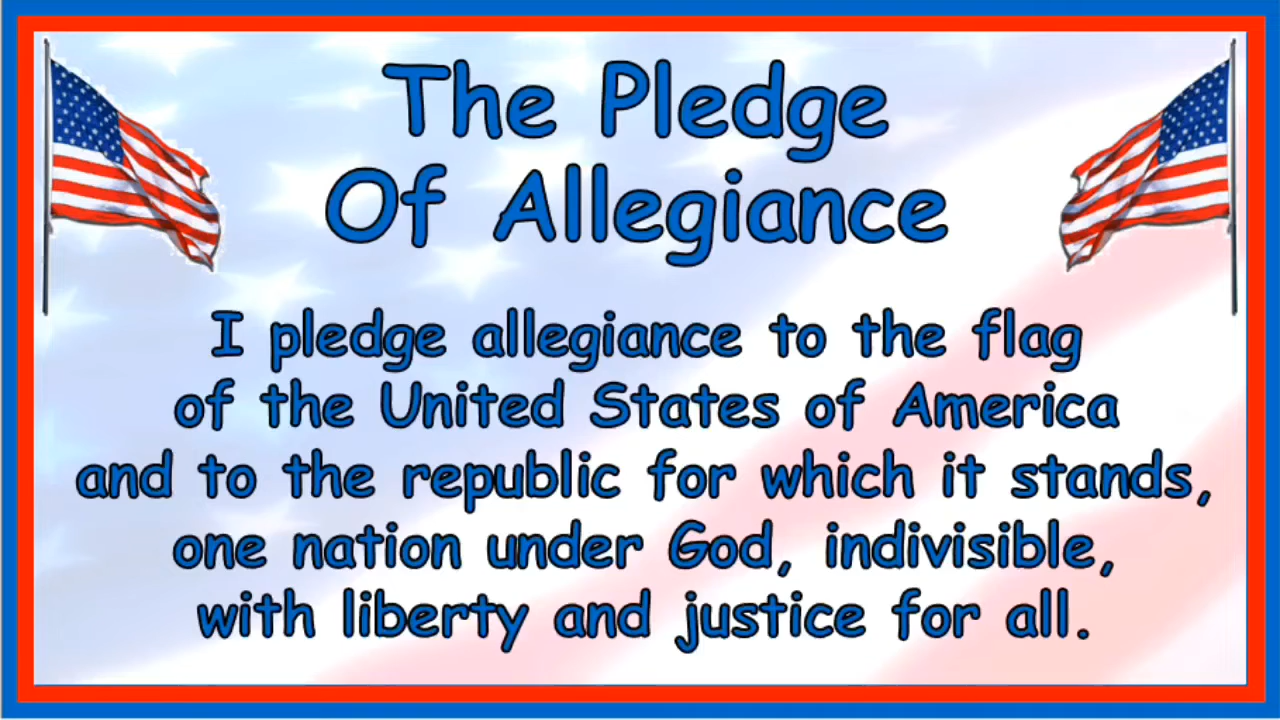 The Pledge
Of Allegiance
I pledge allegiance to the flag
of the United States of America
and to the republic for which it stands,
one nation under God, indivisible,
with liberty and justice for all.